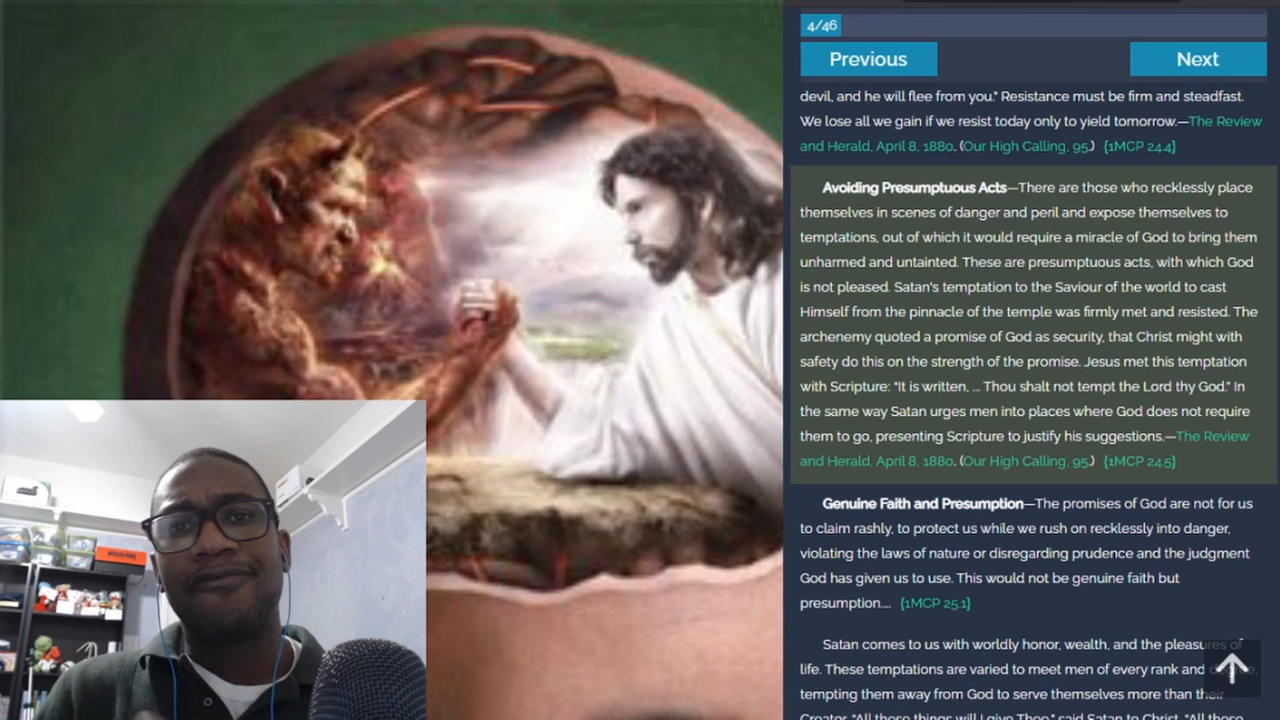 4/46
Previous
Next
devil, and he will flee from you." Resistance must be firm and steadfast.
We lose all we gain if we resist today only to yield tomorrow.—The Review
and Herald, April 8, 1880. (Our High Calling, 95.) {1MCP 24.4}
Avoiding Presumptuous Acts—There are those who recklessly place
themselves in scenes of danger and peril and expose themselves to
temptations, out of which it would require a miracle of God to bring them
unharmed and untainted. These are presumptuous acts, with which God
is not pleased. Satan's temptation to the Saviour of the world to cast
Himself from the pinnacle of the temple was firmly met and resisted. The
archenemy quoted a promise of God as security, that Christ might with
safety do this on the strength of the promise. Jesus met this temptation
with Scripture: "It is written, ... Thou shalt not tempt the Lord thy God." In
the same way Satan urges men into places where God does not require
them to go, presenting Scripture to justify his suggestions.—The Review
and Herald, April 8, 1880. (Our High Calling, 95.) {1MCP 24.5}
Genuine Faith and Presumption—The promises of God are not for us
to claim rashly, to protect us while we rush on recklessly into danger,
violating the laws of nature or disregarding prudence and the judgment
God has given us to use. This would not be genuine faith but
presumption.... {1MCP 25.1}
Satan comes to us with worldly honor, wealth, and the pleasures of
life. These temptations are varied to meet men of every rank and
tempting them away from God to serve themselves more than their
Creator. "All these things will I give Thee," said Satan to Christ. "All these